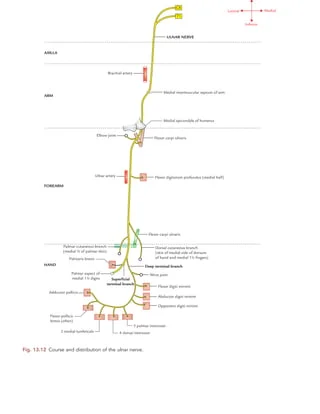 C8
T1
Lateral
Medial
Inferior
ULNAR NERVE
AXILLA
Brachial artery
Medial intermuscular septum of arm
ARM
Medial epicondyle of humerus
Elbow joint
Flexor carpi ulnaris
Ulnar artery
Flexor digitorum profundus (medial half)
FOREARM
Flexor carpi ulnaris
Palmar cutaneous branch
(medial ⅓ of palmar skin)
Dorsal cutaneous branch
(skin of medial side of dorsum
of hand and medial 1½ fingers)
Palmaris brevis
HAND
Deep terminal branch
Palmar aspect of
medial 1½ digits
Superficial
terminal branch
Wrist joint
Flexor digiti minimi
Adductor pollicis
Abductor digiti minimi
Opponens digiti minimi
Flexor pollicis
brevis (often)
3 palmar interossei
2 medial lumbricals
4 dorsal interossei
Fig. 13.12 Course and distribution of the ulnar nerve.